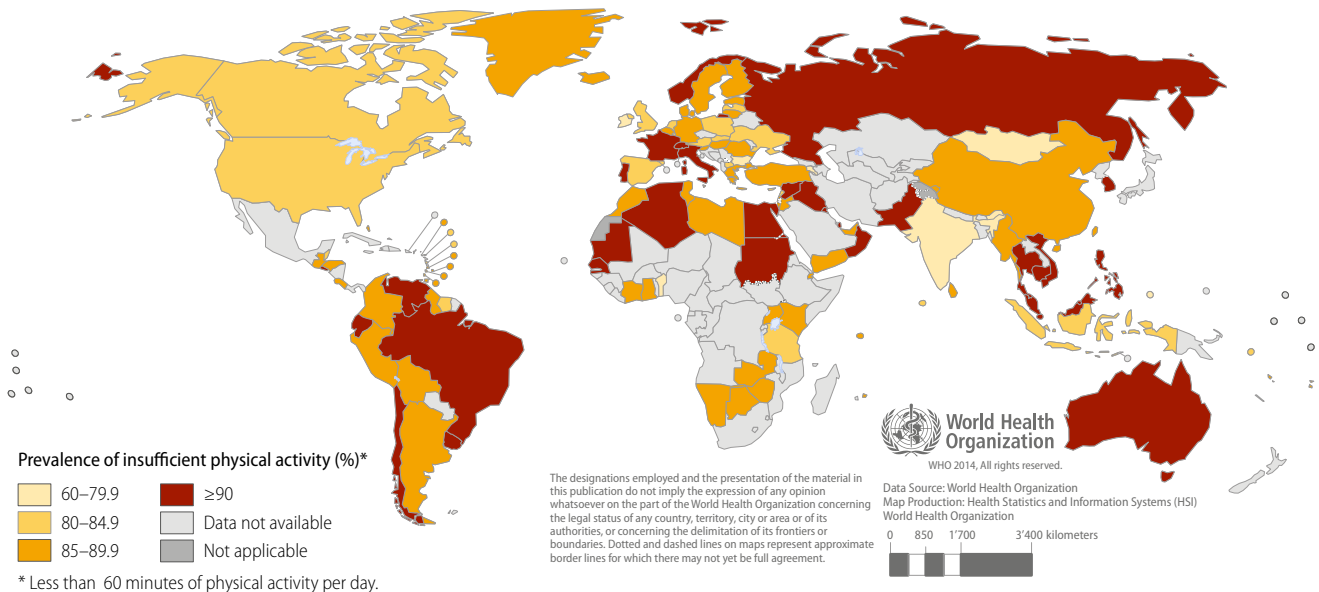 Prevalence of insufficient physical activity (%)*
60–79.9
80–84.9
85–89.9
≥90
Data not available
Not applicable
* Less than 60 minutes of physical activity per day.
The designations employed and the presentation of the material in
this publication do not imply the expression of any opinion
whatsoever on the part of the World Health Organization concerning
the legal status of any country, territory, city or area or of its
authorities, or concerning the delimitation of its frontiers or
boundaries. Dotted and dashed lines on maps represent approximate
border lines for which there may not yet be full agreement.
World Health
Organization
WHO 2014, All rights reserved.
Data Source: World Health Organization
Map Production: Health Statistics and Information Systems (HSI)
World Health Organization
0 850 1'700 3'400 kilometers